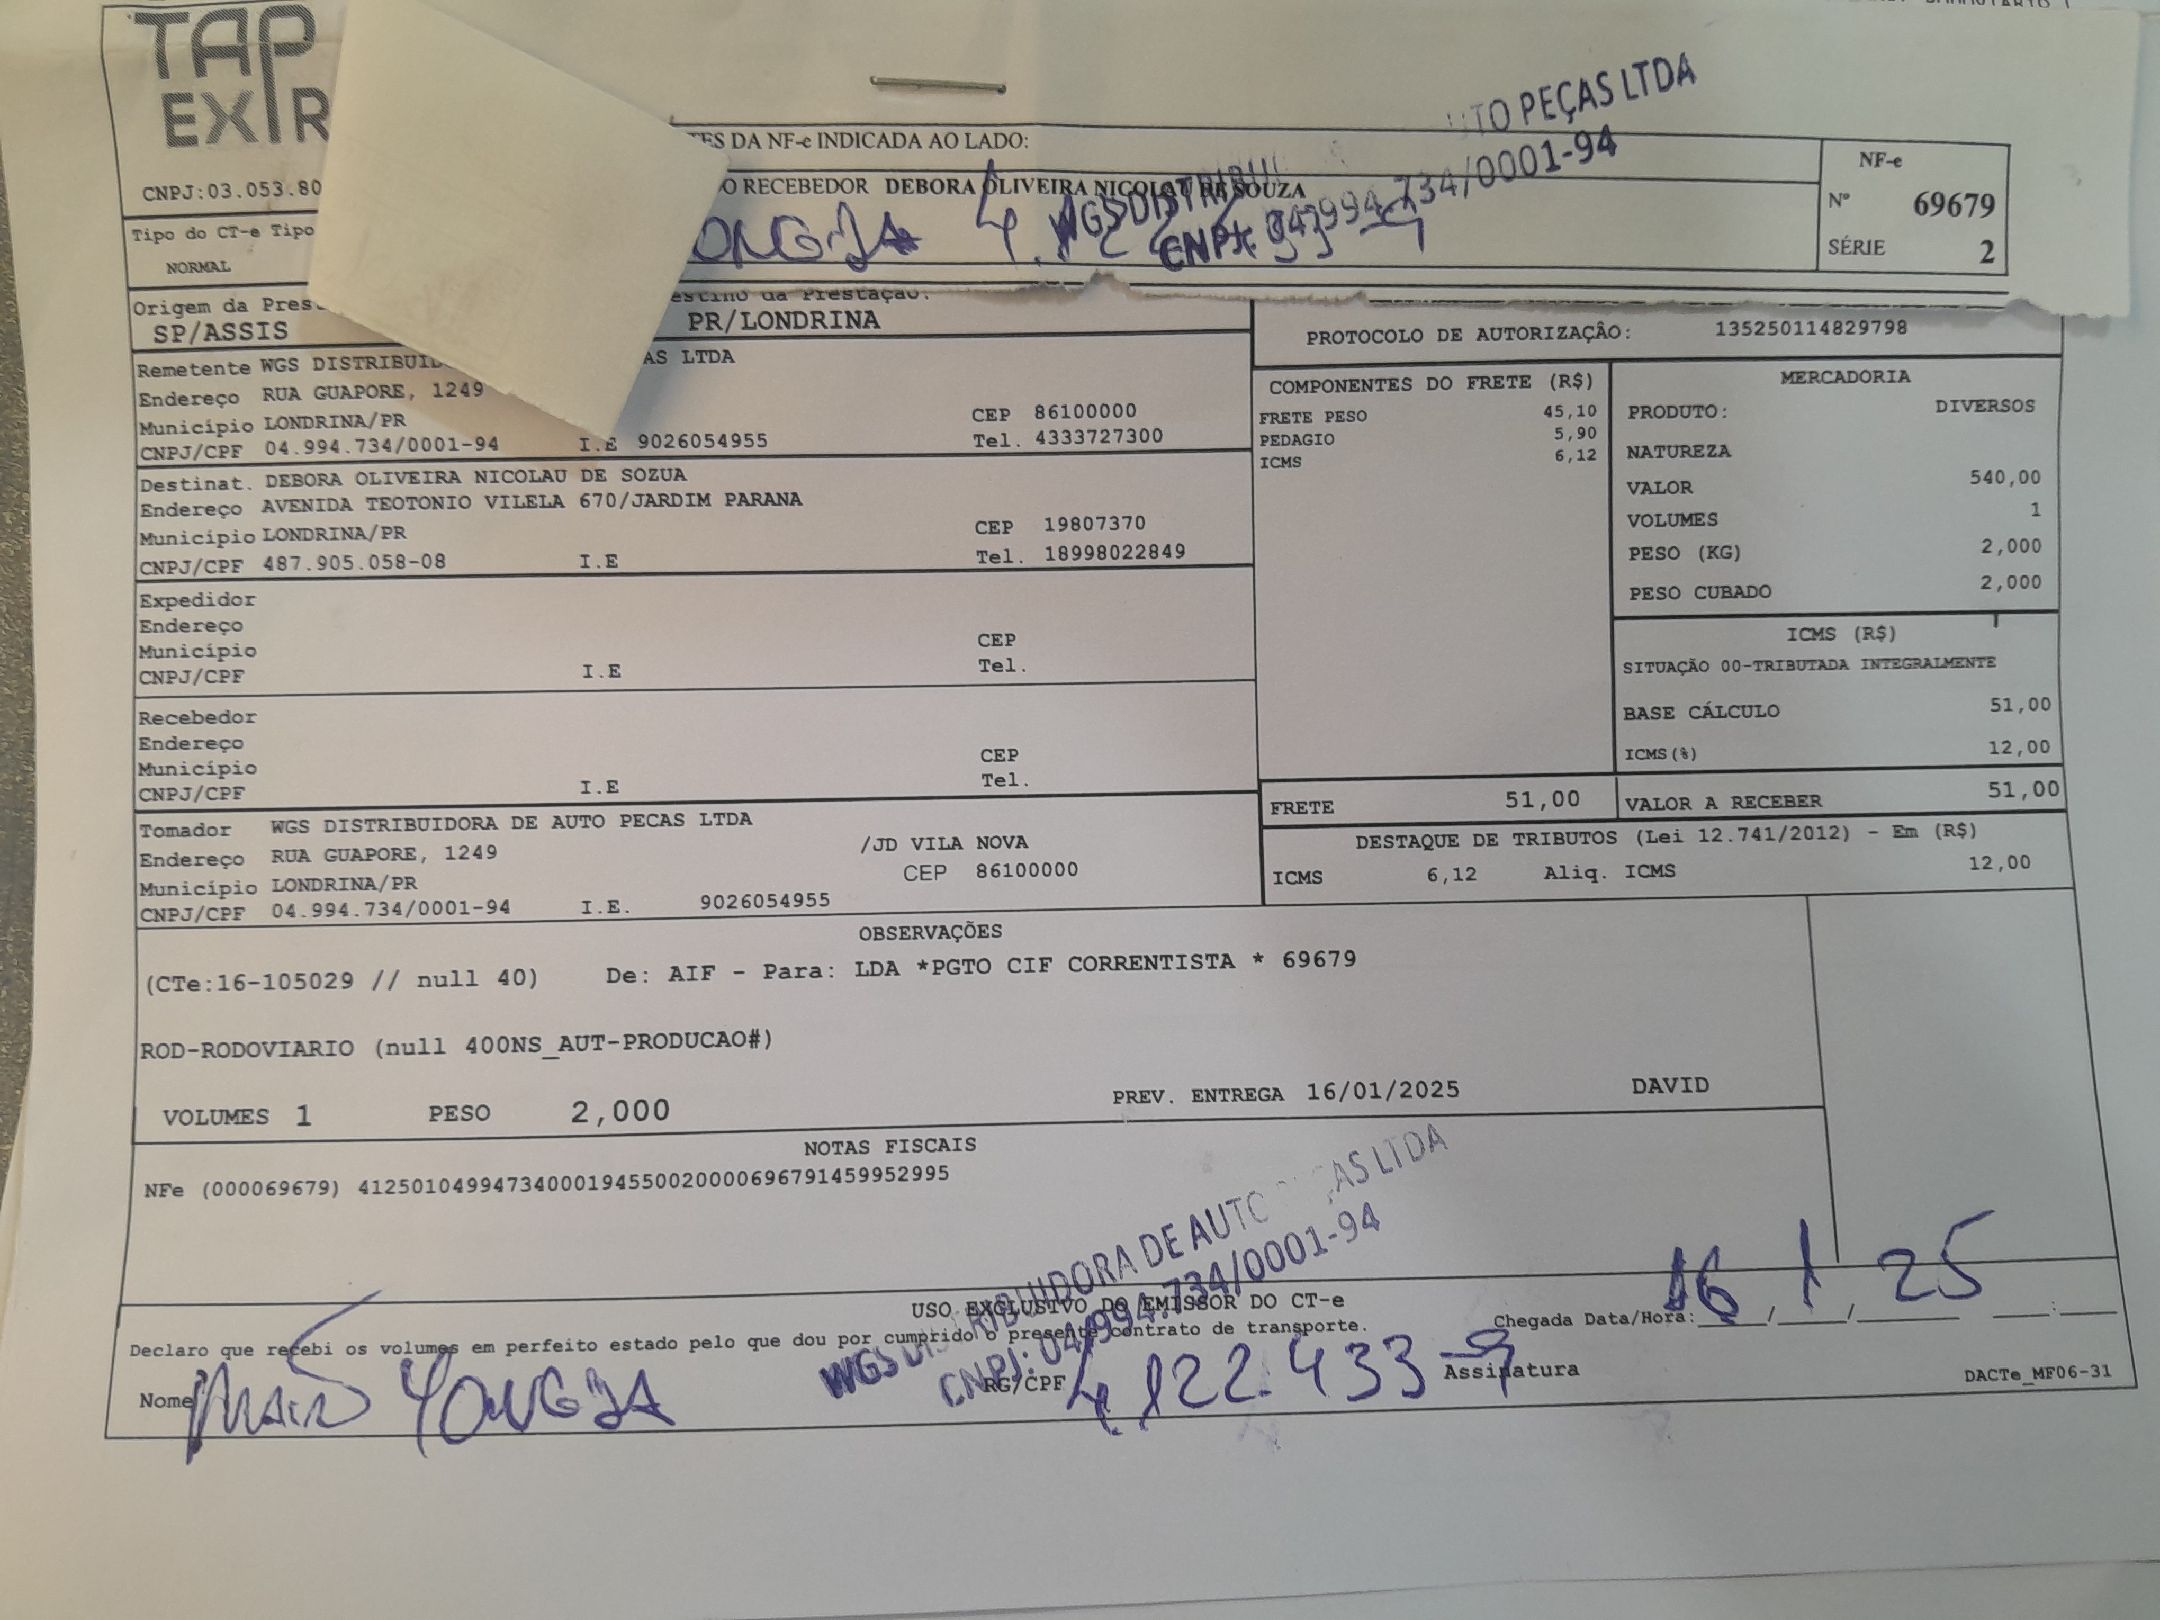 TAP
EX
CNPJ:03.053.80
DA NF-e INDICADA AO LADO:
O RECEBEDOR DEBORA OLIVEIRA NICOLAU DE SOUZA
PEÇAS LTDA
NF-e
Nº 69679
SÉRIE 2
Tipo do CT-e Tipo
NORMAL
Origem da
SP/ASSIS
da Prestação:
PR/LONDRINA
PROTOCOLO DE AUTORIZAÇÃO: 135250114829798
Remetente WGS LTDA
Endereço RUA GUAPORE, 1249
Município LONDRINA/PR CEP 86100000
CNPJ/CPF 04.994.734/0001-94 I.E 9026054955 Tel. 4333727300
Destinat. DEBORA OLIVEIRA NICOLAU DE SOZUA
Endereço AVENIDA TEOTONIO VILELA 670/JARDIM PARANA
Município LONDRINA/PR CEP 19807370
CNPJ/CPF 487.905.058-08 I.E Tel. 18998022849
Expedidor
Endereço
Município CEP
CNPJ/CPF I.E Tel.
Recebedor
Endereço
Município CEP
CNPJ/CPF I.E Tel.
Tomador WGS DISTRIBUIDORA DE AUTO PECAS LTDA
Endereço RUA GUAPORE, 1249 /JD VILA NOVA
Município LONDRINA/PR CEP 86100000
CNPJ/CPF 04.994.734/0001-94 I.E. 9026054955
COMPONENTES DO FRETE (R$)
FRETE PESO 45,10
PEDAGIO 5,90
ICMS 6,12
MERCADORIA
PRODUTO: DIVERSOS
NATUREZA
VALOR 540,00
VOLUMES 1
PESO (KG) 2,000
PESO CUBADO 2,000
ICMS (R$)
SITUAÇÃO 00-TRIBUTADA INTEGRALMENTE
BASE CÁLCULO 51,00
ICMS(%) 12,00
FRETE 51,00 VALOR A RECEBER 51,00
DESTAQUE DE TRIBUTOS (Lei 12.741/2012) - Em (R$)
ICMS 6,12 Aliq. ICMS 12,00
OBSERVAÇÕES
(CTe:16-105029 // null 40) De: AIF - Para: LDA *PGTO CIF CORRENTISTA * 69679
ROD-RODOVIARIO (null 400NS_AUT-PRODUCAO#)
VOLUMES 1 PESO 2,000 PREV. ENTREGA 16/01/2025 DAVID
NOTAS FISCAIS
NFe (000069679) 41250104994734000194550020000696791459952995
WGS DISTRIBUIDORA DE AUTO LTDA
CNPJ: 04.994.734/0001-94
USO EXCLUSIVO DO EMISSOR DO CT-e
Declaro que recebi os volumes em perfeito estado pelo que dou por cumprido o presente contrato de transporte.
Chegada Data/Hora: 16/1/25 :
Nome RG/CPF 4.122.433-9 Assinatura
DACTe_MF06-31